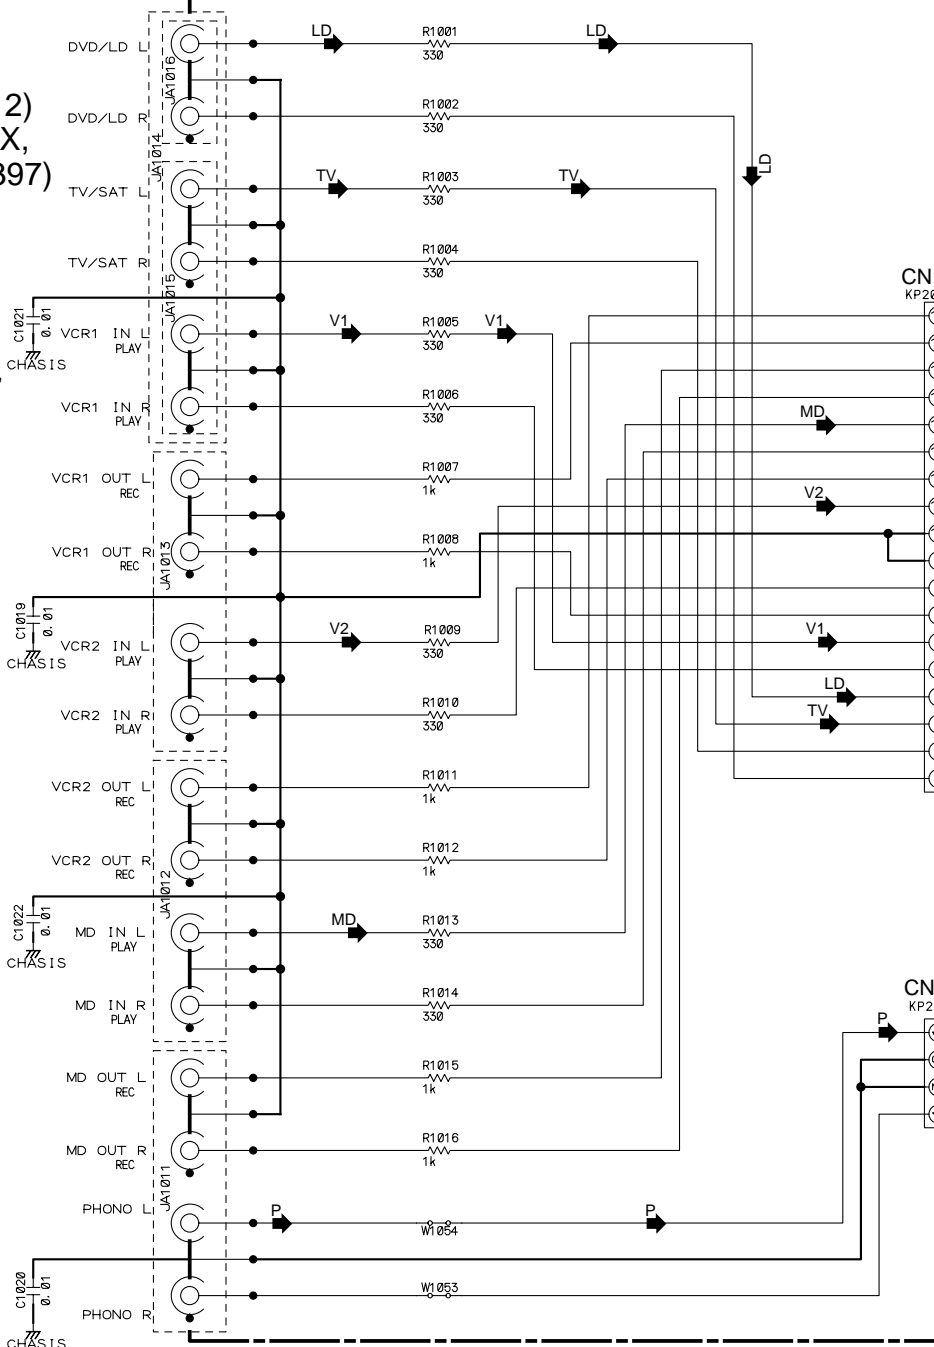 DVD/LD L
LD
R1001
330
LD
JA1016
2)
X,
397)
DVD/LD R
R1002
330
JA1014
LD
TV/SAT L
TV
R1003
330
TV
TV/SAT R
R1004
330
JA1015
CN
KP20
C1021
0.01
CHASIS
VCR1 IN L
PLAY
V1
R1005
330
V1
VCR1 IN R
PLAY
R1006
330
MD
VCR1 OUT L
REC
R1007
1k
V2
VCR1 OUT R
REC
R1008
1k
JA1013
C1019
0.01
CHASIS
VCR2 IN L
PLAY
V2
R1009
330
V1
LD
VCR2 IN R
PLAY
R1010
330
TV
VCR2 OUT L
REC
R1011
1k
VCR2 OUT R
REC
R1012
1k
JA1012
C1022
0.01
CHASIS
MD IN L
PLAY
MD
R1013
330
MD IN R
PLAY
R1014
330
CN
KP2
P
MD OUT L
REC
R1015
1k
MD OUT R
REC
R1016
1k
JA1011
PHONO L
P
W1054
P
C1020
0.01
CHASIS
PHONO R
W1053